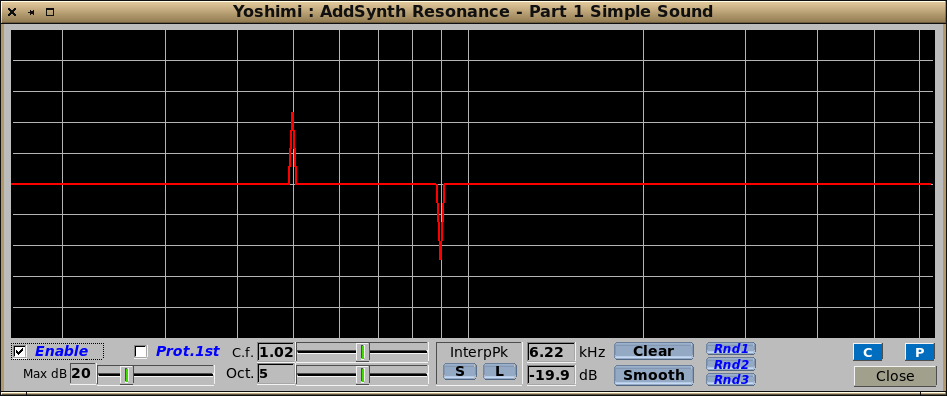 Yoshimi : AddSynth Resonance - Part 1 Simple Sound
Enable Prot.1st C.f. 1.02 InterpPk 6.22 kHz Clear Rnd1 C P
Rnd2
Max dB 20 Oct. 5 S L -19.9 dB Smooth Rnd3 Close